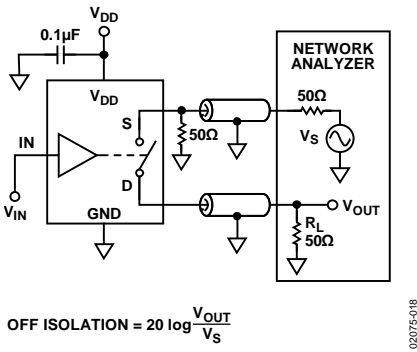 VDD
0.1µF
NETWORK
ANALYZER
VDD
S
50Ω
50Ω
VS
IN
D
VOUT
VIN
GND
RL
50Ω
OFF ISOLATION = 20 log VOUT/VS
02075-018